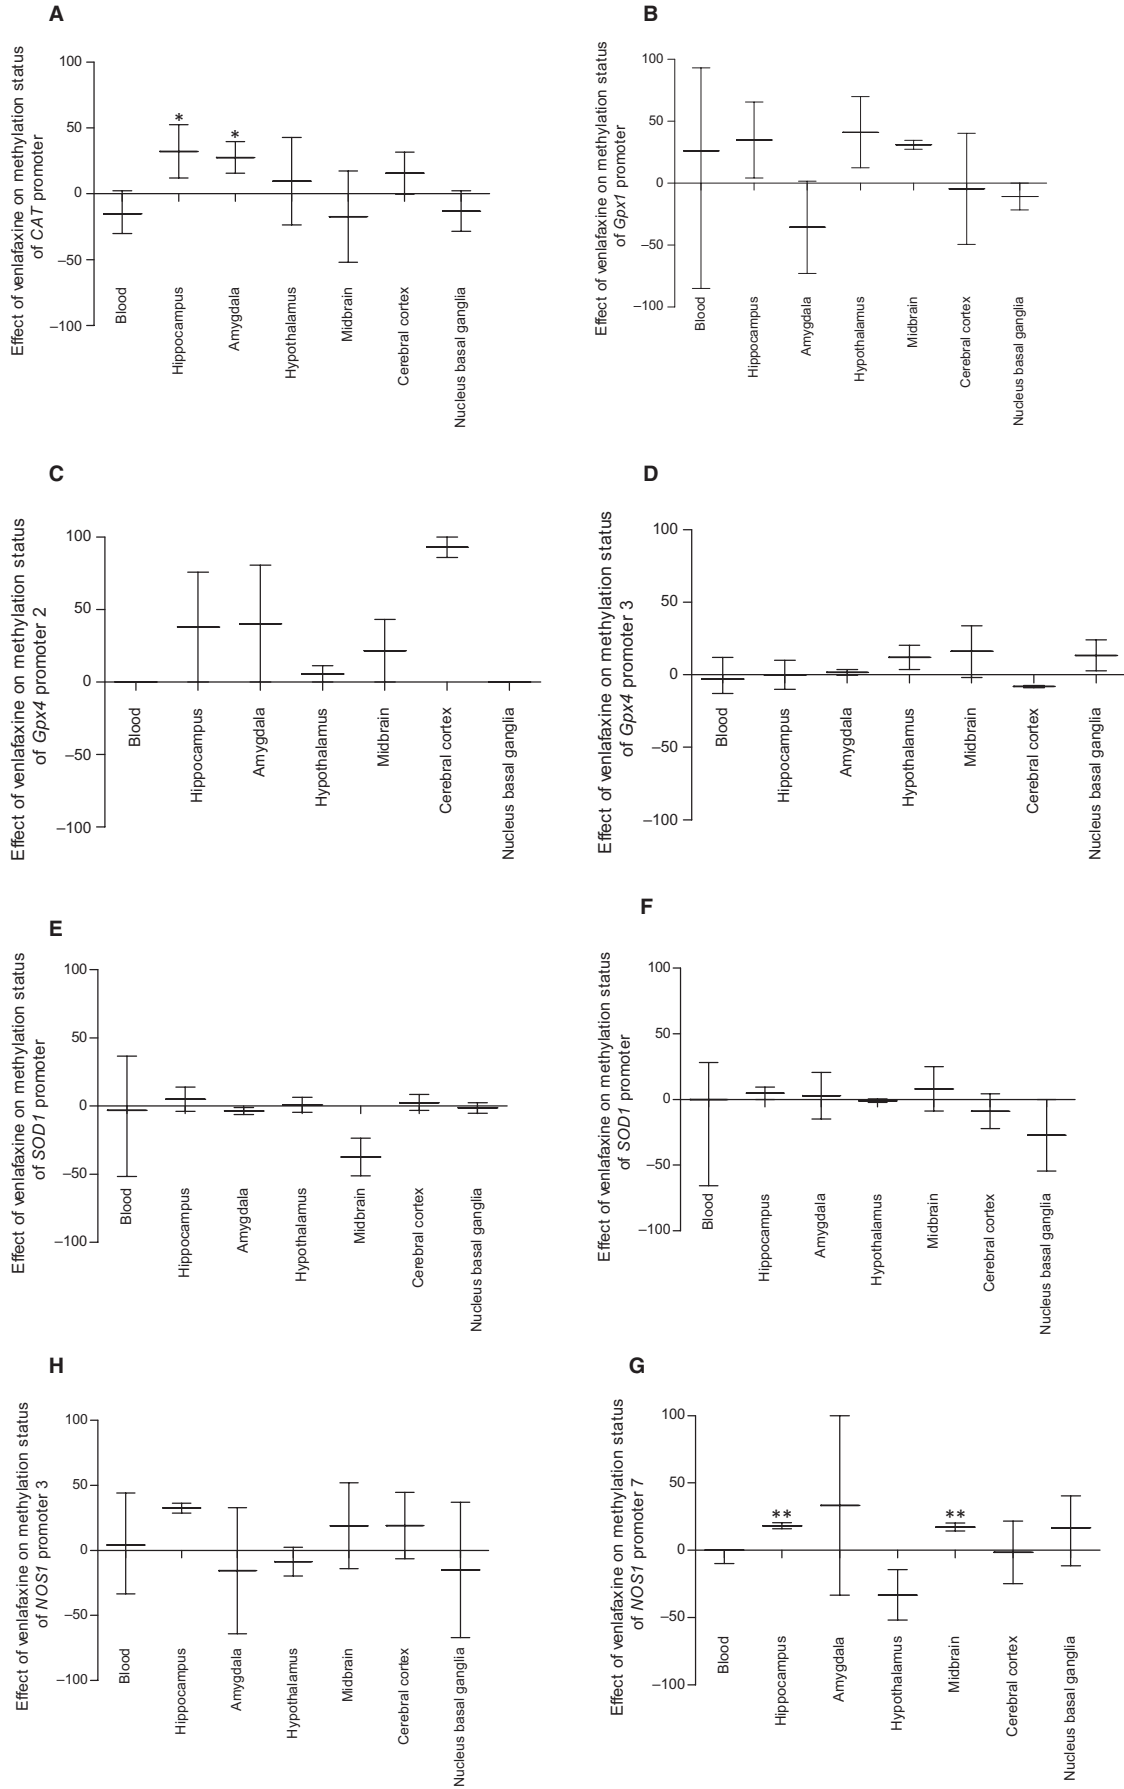 A
Effect of venlafaxine on methylation status
of CAT promoter
100
50
0
–50
–100
*
*
Blood
Hippocampus
Amygdala
Hypothalamus
Midbrain
Cerebral cortex
Nucleus basal ganglia
B
Effect of venlafaxine on methylation status
of Gpx1 promoter
100
50
0
–50
–100
Blood
Hippocampus
Amygdala
Hypothalamus
Midbrain
Cerebral cortex
Nucleus basal ganglia
C
Effect of venlafaxine on methylation status
of Gpx4 promoter 2
100
50
0
–50
–100
Blood
Hippocampus
Amygdala
Hypothalamus
Midbrain
Cerebral cortex
Nucleus basal ganglia
D
Effect of venlafaxine on methylation status
of Gpx4 promoter 3
100
50
0
–50
–100
Blood
Hippocampus
Amygdala
Hypothalamus
Midbrain
Cerebral cortex
Nucleus basal ganglia
E
Effect of venlafaxine on methylation status
of SOD1 promoter
100
50
0
–50
–100
Blood
Hippocampus
Amygdala
Hypothalamus
Midbrain
Cerebral cortex
Nucleus basal ganglia
F
Effect of venlafaxine on methylation status
of SOD1 promoter
100
50
0
–50
–100
Blood
Hippocampus
Amygdala
Hypothalamus
Midbrain
Cerebral cortex
Nucleus basal ganglia
H
Effect of venlafaxine on methylation status
of NOS1 promoter 3
100
50
0
–50
–100
Blood
Hippocampus
Amygdala
Hypothalamus
Midbrain
Cerebral cortex
Nucleus basal ganglia
G
Effect of venlafaxine on methylation status
of NOS1 promoter 7
100
50
0
–50
–100
**
**
Blood
Hippocampus
Amygdala
Hypothalamus
Midbrain
Cerebral cortex
Nucleus basal ganglia